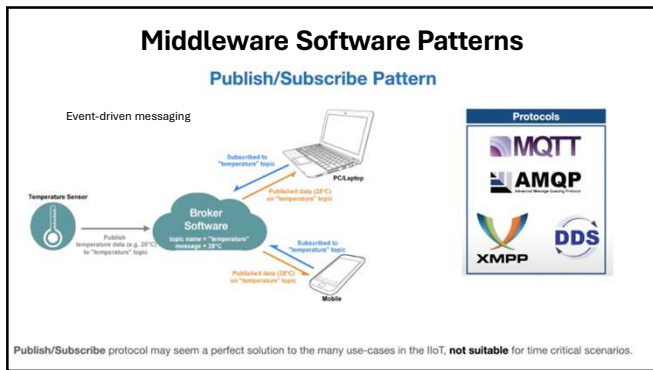 Middleware Software Patterns
Publish/Subscribe Pattern
Event-driven messaging
Temperature Sensor
Publish
temperature data (e.g. 28°C)
to "temperature" topic
Broker
Software
topic name = "temperature"
message = 28°C
Subscribed to
"temperature" topic
PC/Laptop
Published data (28°C)
on "temperature" topic
Subscribed to
"temperature" topic
Published data (28°C)
on "temperature" topic
Mobile
Protocols
MQTT
AMQP
Advanced Message Queuing Protocol
XMPP
DDS
Publish/Subscribe protocol may seem a perfect solution to the many use-cases in the IIoT, not suitable for time critical scenarios.